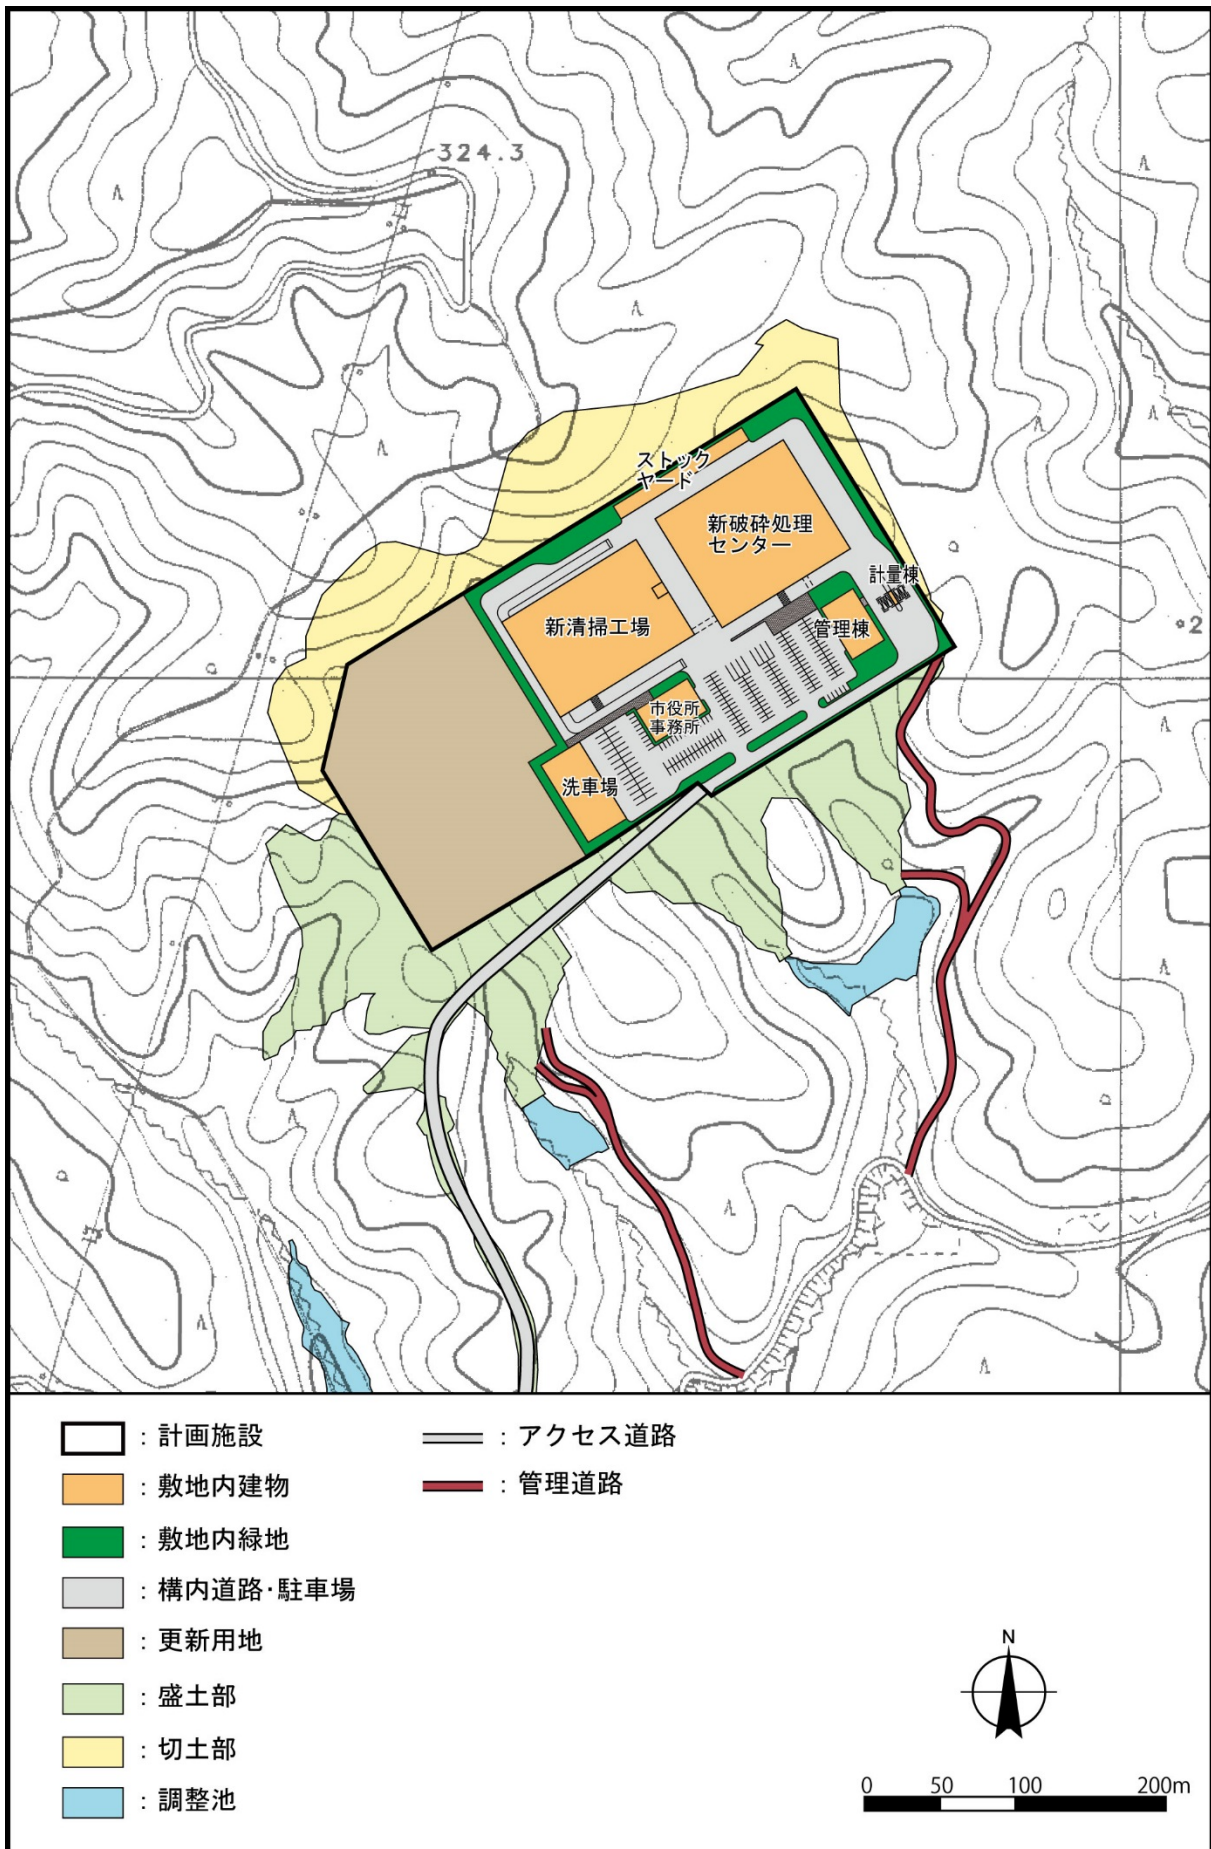 324.3
ストック
ヤード
新破砕処理
センター
計量棟
新清掃工場
管理棟
2
市役所
事務所
洗車場
：計画施設
：アクセス道路
：敷地内建物
：管理道路
：敷地内緑地
：構内道路・駐車場
：更新用地
：盛土部
：切土部
：調整池
N
0 50 100 200m